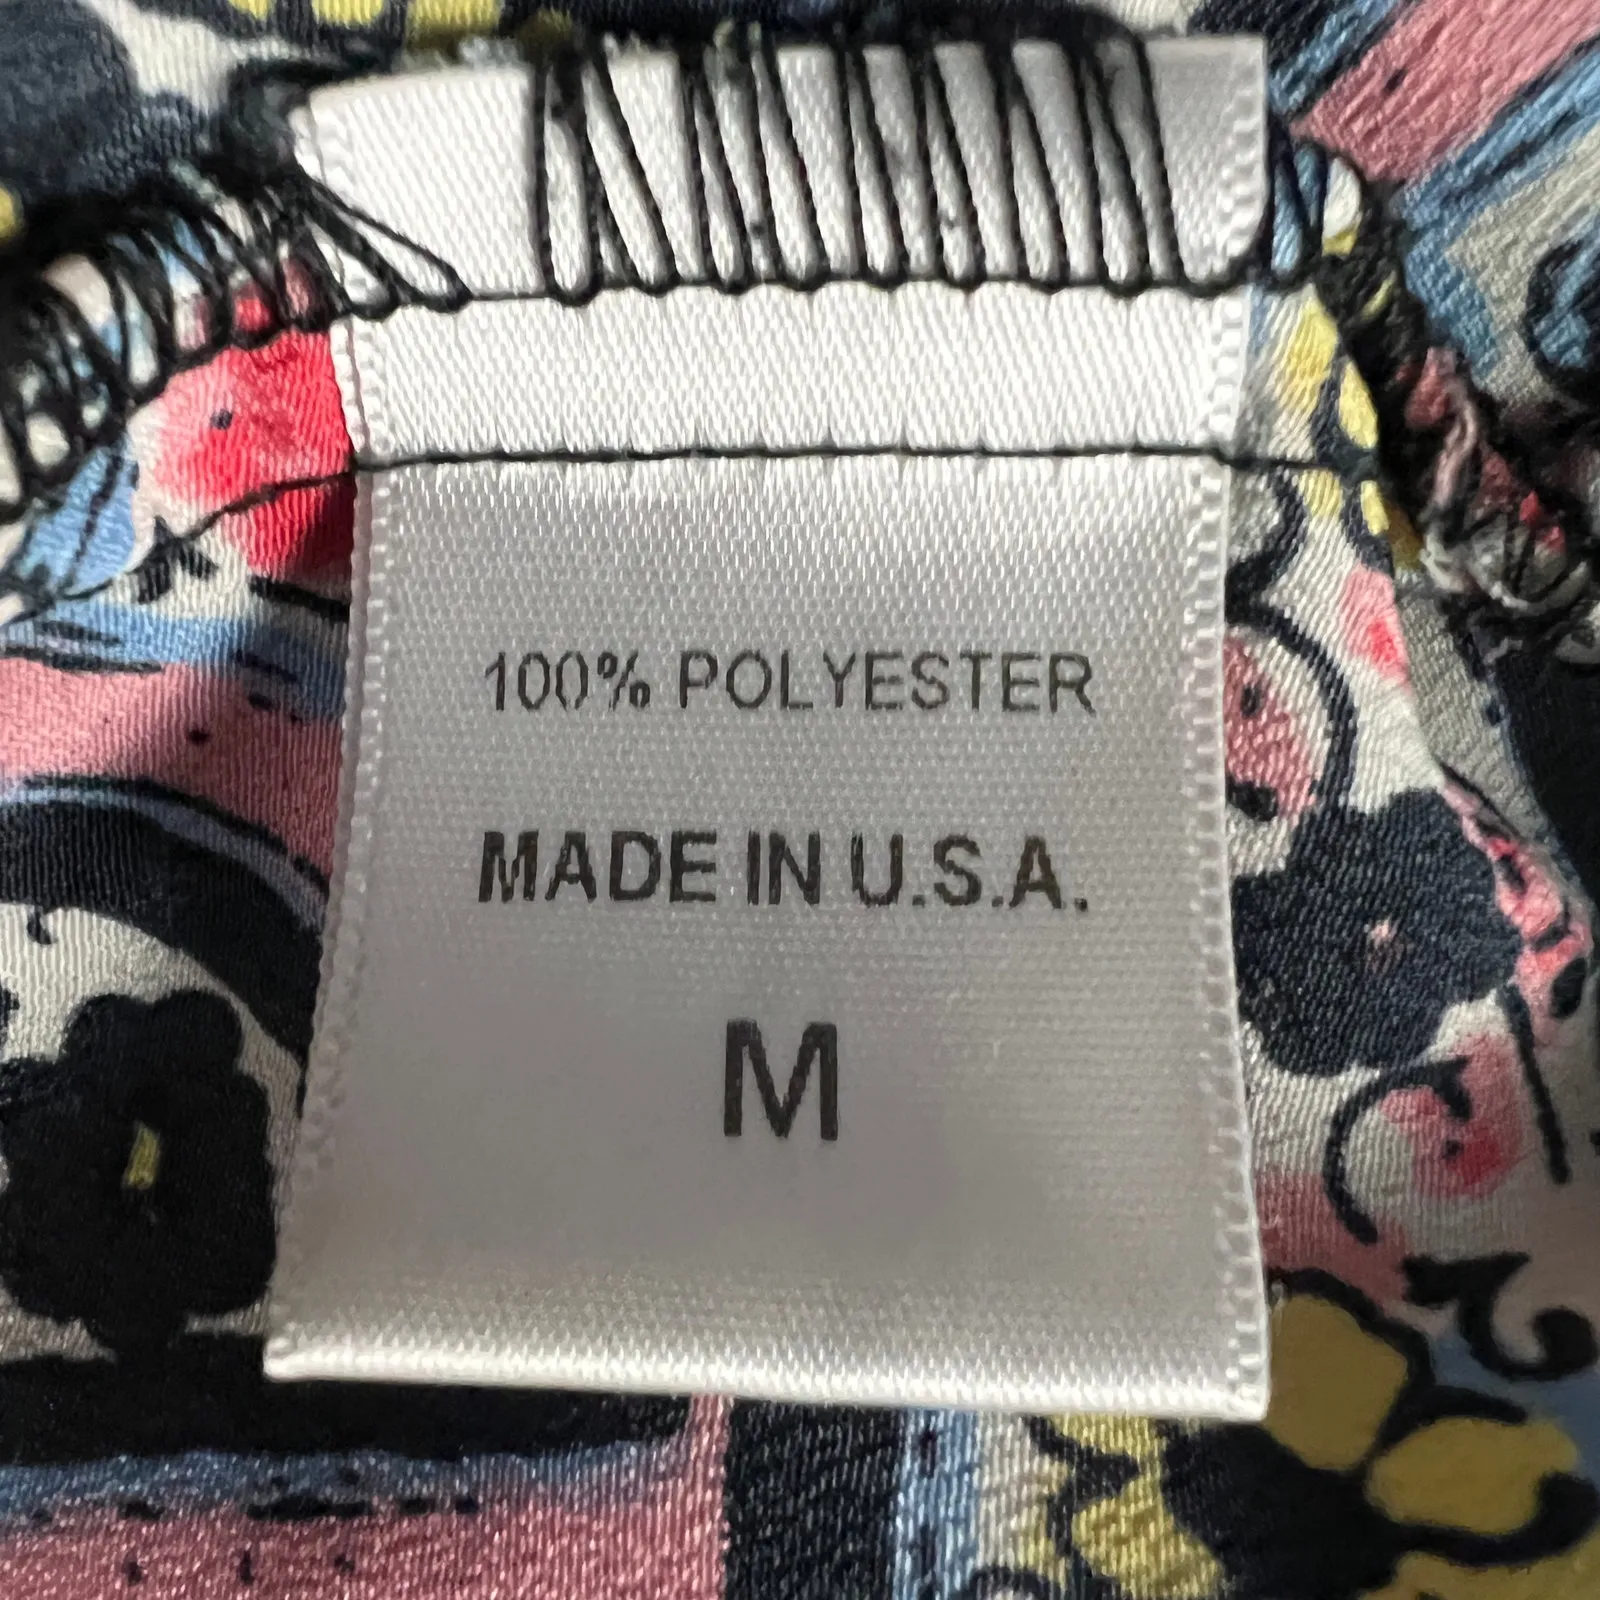 100% POLYESTER
MADE IN U.S.A.
M